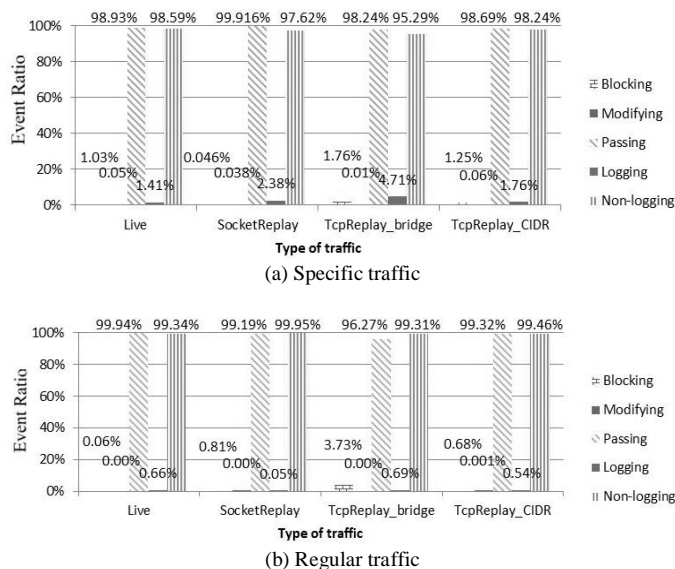 98.93% 98.59% 99.916% 97.62% 98.24% 95.29% 98.69% 98.24%
100%
80%
60%
40%
20%
0%
Event Ratio
1.03% 0.046% 1.76% 1.25%
0.05% 0.038% 0.01% 0.06%
1.41% 2.38% 4.71% 1.76%
Live SocketReplay TcpReplay_bridge TcpReplay_CIDR
Type of traffic
Blocking
Modifying
Passing
Logging
Non-logging
(a) Specific traffic
99.94% 99.34% 99.19% 99.95% 96.27% 99.31% 99.32% 99.46%
100%
80%
60%
40%
20%
0%
Event Ratio
0.06% 0.81% 3.73% 0.68%
0.00% 0.00% 0.00% 0.001%
0.66% 0.05% 0.69% 0.54%
Live SocketReplay TcpReplay_bridge TcpReplay_CIDR
Type of traffic
Blocking
Modifying
Passing
Logging
Non-logging
(b) Regular traffic